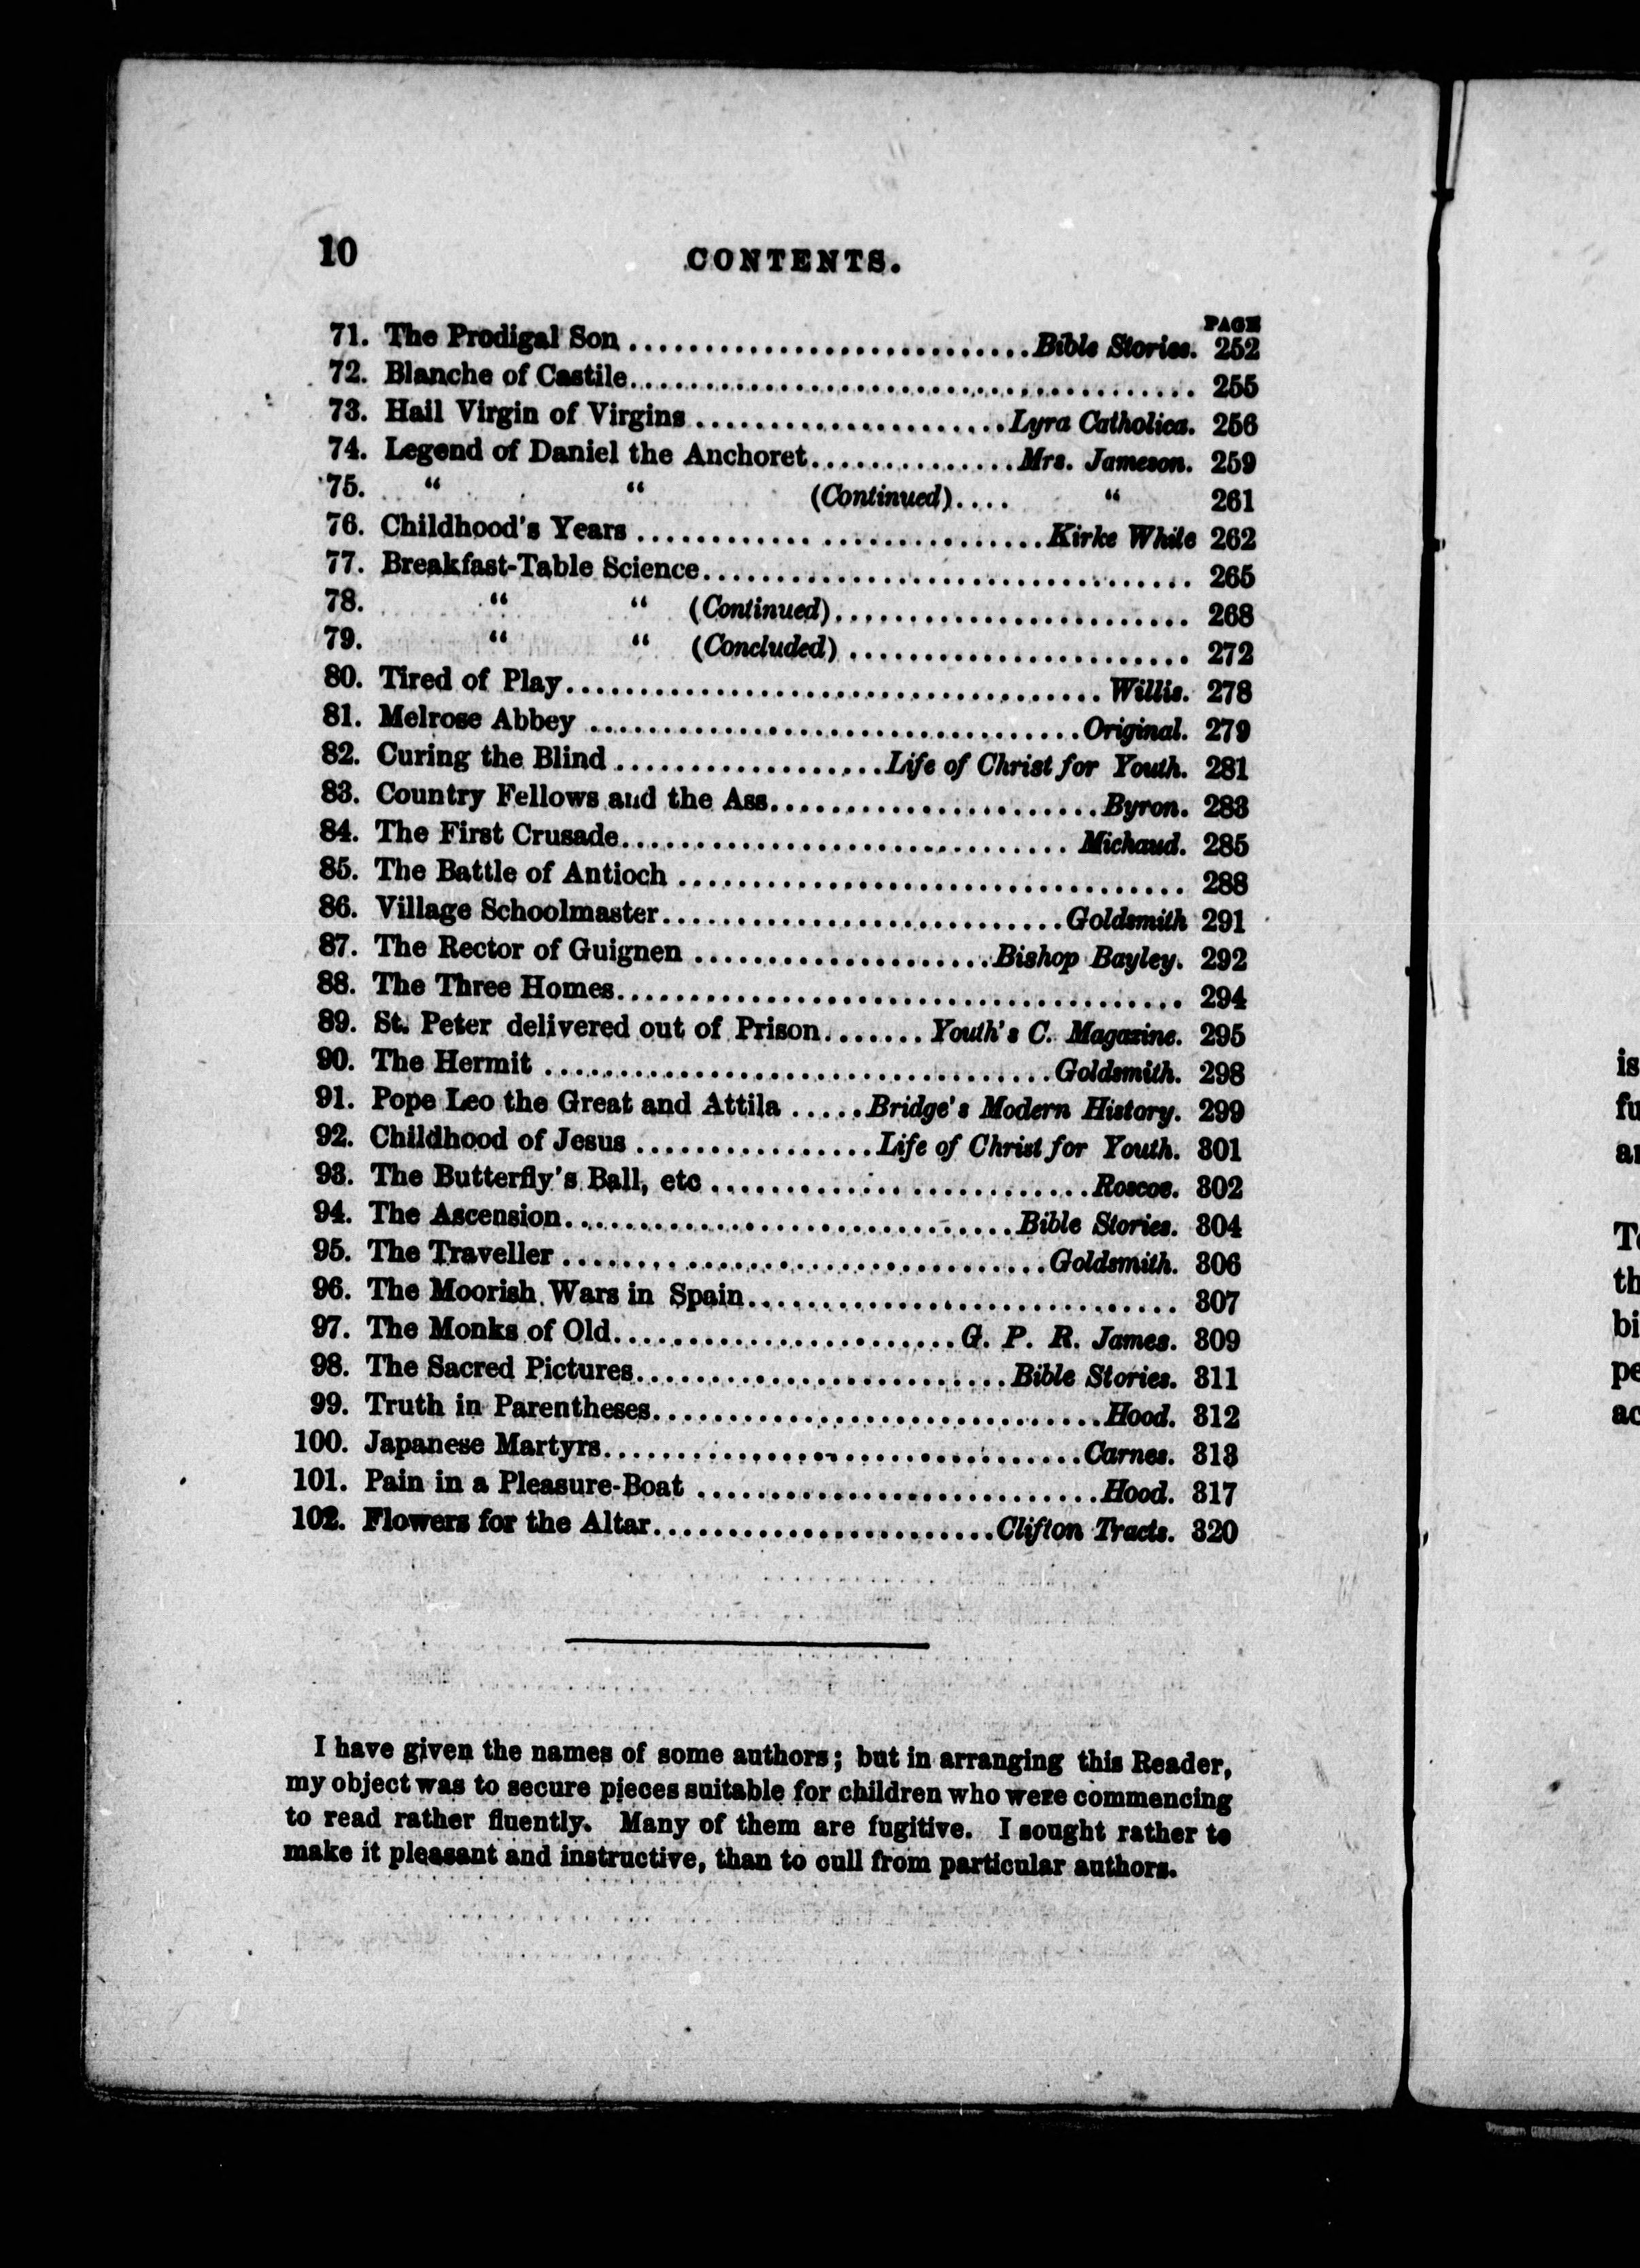 10 CONTENTS.
PAGE
71. The Prodigal Son .............................Bible Stories. 252
72. Blanche of Castile....................................... 255
73. Hail Virgin of Virgins .....................Lyra Catholica. 256
74. Legend of Daniel the Anchoret..............Mrs. Jameson. 259
75. “ “ (Continued).... “ 261
76. Childhood's Years ............................Kirke White 262
77. Breakfast-Table Science.................................. 265
78. “ “ (Continued)........................ 268
79. “ “ (Concluded) ....................... 272
80. Tired of Play.................................... Willis. 278
81. Melrose Abbey .................................Original. 279
82. Curing the Blind ..................Life of Christ for Youth. 281
83. Country Fellows and the Ass......................Byron. 283
84. The First Crusade.............................. Michaud. 285
85. The Battle of Antioch .................................. 288
86. Village Schoolmaster...........................Goldsmith 291
87. The Rector of Guignen ....................Bishop Bayley. 292
88. The Three Homes...................................... 294
89. St. Peter delivered out of Prison....... Youth's C. Magazine. 295
90. The Hermit ..................................Goldsmith. 298
91. Pope Leo the Great and Attila .....Bridge's Modern History. 299
92. Childhood of Jesus ................Life of Christ for Youth. 301
93. The Butterfly's Ball, etc ..........................Roscoe. 302
94. The Ascension..............................Bible Stories. 304
95. The Traveller ................................Goldsmith. 306
96. The Moorish Wars in Spain............................. 307
97. The Monks of Old.......................G. P. R. James. 309
98. The Sacred Pictures.........................Bible Stories. 311
99. Truth in Parentheses..............................Hood. 312
100. Japanese Martyrs................................Carnes. 313
101. Pain in a Pleasure-Boat ...........................Hood. 317
102. Flowers for the Altar.......................Clifton Tracts. 320
I have given the names of some authors; but in arranging this Reader,
my object was to secure pieces suitable for children who were commencing
to read rather fluently. Many of them are fugitive. I sought rather to
make it pleasant and instructive, than to cull from particular authors.
is
fu
th
bi
pe
ac